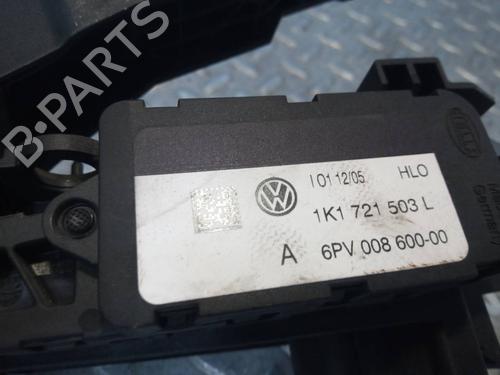 B-PARTS
I 01 12/05 HLO
1K1 721 503 L
A 6PV 008 600-00